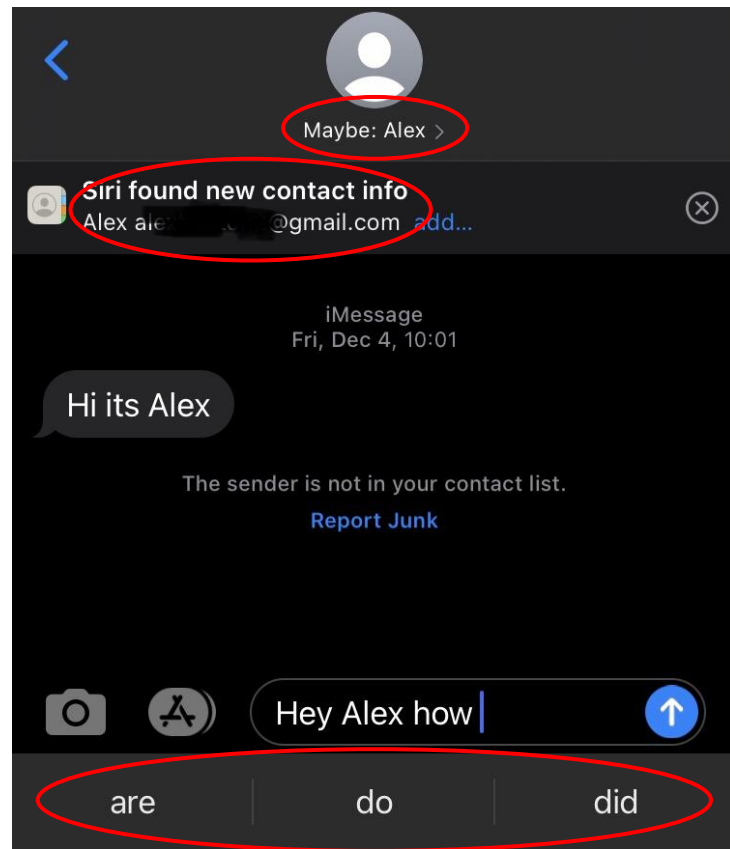 Maybe: Alex >
Siri found new contact info
Alex @gmail.com add...
iMessage
Fri, Dec 4, 10:01
Hi its Alex
The sender is not in your contact list.
Report Junk
Hey Alex how
are do did